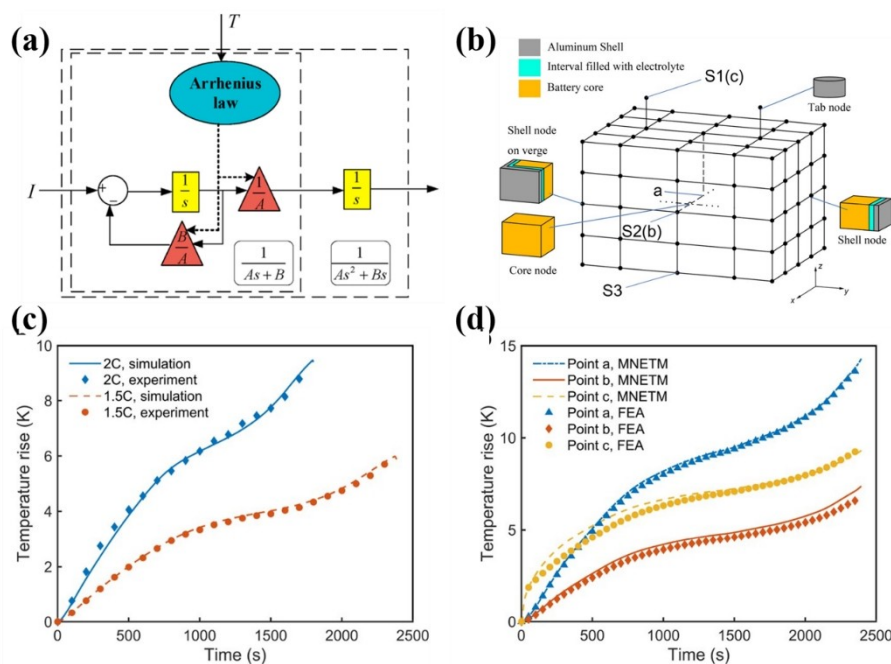 (a)
T
Arrhenius
law
I
+
−
1/s
1/A
1/s
B/A
1/(As + B)
1/(As² + Bs)
(b)
Aluminum Shell
Interval filled with electrolyte
Battery core
S1(c)
Tab node
Shell node
on verge
a
S2(b)
Core node
Shell
node
S3
x
y
z
(c)
10
8
6
4
2
0
Temperature rise (K)
2C, simulation
2C, experiment
1.5C, simulation
1.5C, experiment
0 500 1000 1500 2000 2500
Time (s)
(d)
15
10
5
0
Temperature rise (K)
Point a, MNETM
Point b, MNETM
Point c, MNETM
Point a, FEA
Point b, FEA
Point c, FEA
0 500 1000 1500 2000 2500
Time (s)